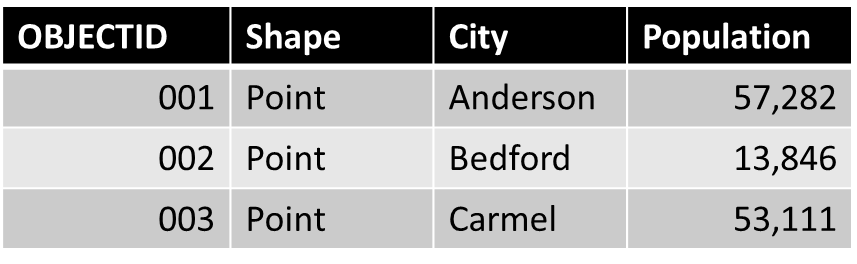 OBJECTID Shape City Population
001 Point Anderson 57,282
002 Point Bedford 13,846
003 Point Carmel 53,111